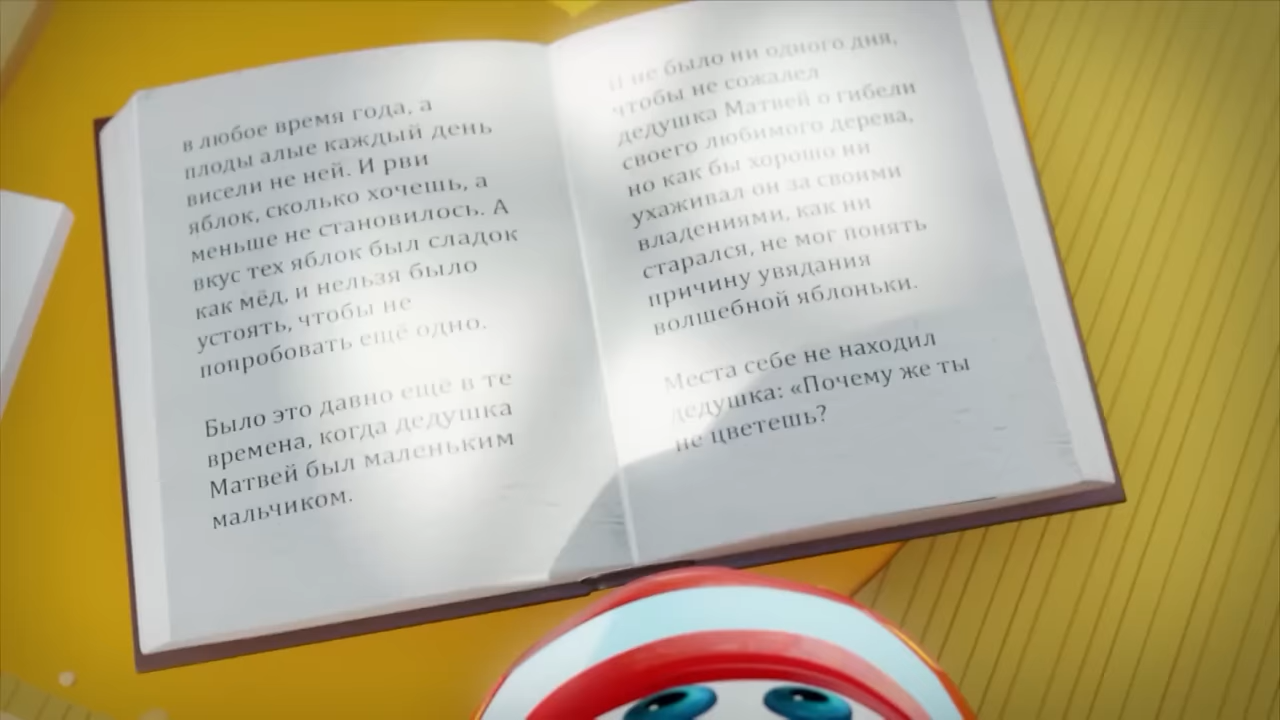 в любое время года, а
плоды алые каждый день
висели не ней. И рви
яблок, сколько хочешь, а
меньше не становилось. А
вкус тех яблок был сладок
как мёд, и нельзя было
устоять, чтобы не
попробовать ещё одно.
Было это давно ещё в те
времена, когда дедушка
Матвей был маленьким
мальчиком.
И не было ни одного дня,
чтобы не сожалел
дедушка Матвей о гибели
своего любимого дерева,
но как бы хорошо ни
ухаживал он за своими
владениями, как ни
старался, не мог понять
причину увядания
волшебной яблоньки.
Места себе не находил
дедушка: «Почему же ты
не цветешь?